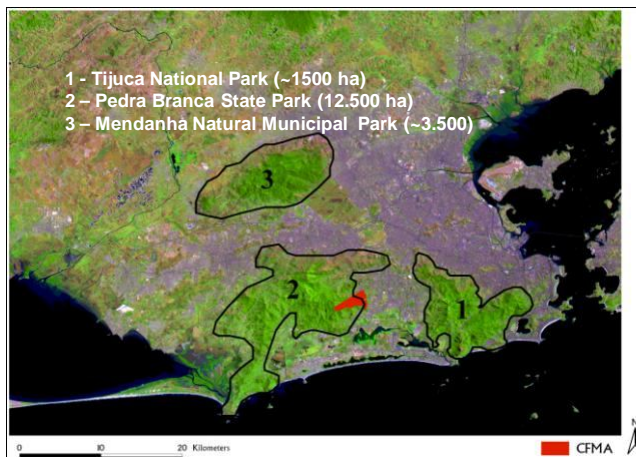 1 - Tijuca National Park (~1500 ha)
2 – Pedra Branca State Park (12.500 ha)
3 – Mendanha Natural Municipal  Park (~3.500)
3
2
1
0 10 20 Kilometers
CFMA
N